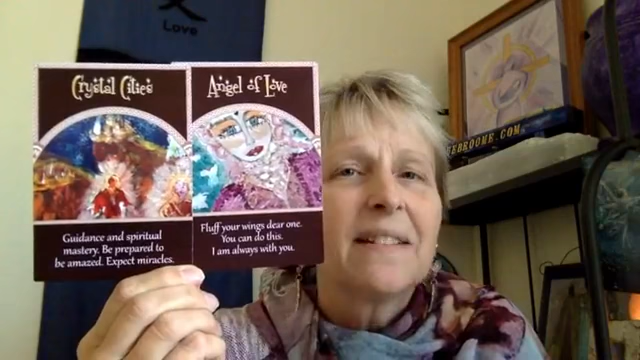 Love
Crystal Cities
Guidance and spiritual
mastery. Be prepared to
be amazed. Expect miracles.
Angel of Love
Fluff your wings dear one.
You can do this.
I am always with you.
EBROOME.COM